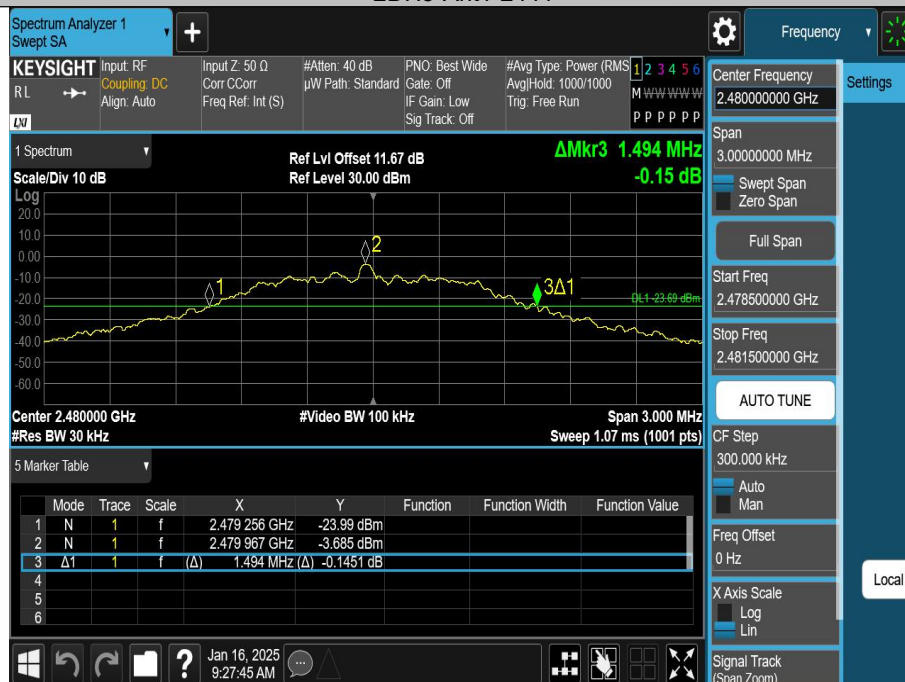 Spectrum Analyzer 1
Swept SA
+
Frequency
KEYSIGHT
RL
LXI
Input: RF
Coupling: DC
Align: Auto
Input Z: 50 Ω
Corr CCorr
Freq Ref: Int (S)
#Atten: 40 dB
µW Path: Standard
PNO: Best Wide
Gate: Off
IF Gain: Low
Sig Track: Off
#Avg Type: Power (RMS
Avg|Hold: 1000/1000
Trig: Free Run
1 2 3 4 5 6
M W W W W W
P P P P P P
1 Spectrum
Scale/Div 10 dB
Ref Lvl Offset 11.67 dB
Ref Level 30.00 dBm
ΔMkr3 1.494 MHz
-0.15 dB
Log
20.0
10.0
0.00
-10.0
-20.0
-30.0
-40.0
-50.0
-60.0
1
2
3Δ1
DL1 -23.69 dBm
Center 2.480000 GHz
#Video BW 100 kHz
Span 3.000 MHz
#Res BW 30 kHz
Sweep 1.07 ms (1001 pts)
5 Marker Table
Mode Trace Scale X Y Function Function Width Function Value
1 N 1 f 2.479 256 GHz -23.99 dBm
2 N 1 f 2.479 967 GHz -3.685 dBm
3 Δ1 1 f (Δ) 1.494 MHz (Δ) -0.1451 dB
4
5
6
?
Jan 16, 2025
9:27:45 AM
Center Frequency
2.480000000 GHz
Settings
Span
3.00000000 MHz
Swept Span
Zero Span
Full Span
Start Freq
2.478500000 GHz
Stop Freq
2.481500000 GHz
AUTO TUNE
CF Step
300.000 kHz
Auto
Man
Freq Offset
0 Hz
Local
X Axis Scale
Log
Lin
Signal Track
(Span Zoom)